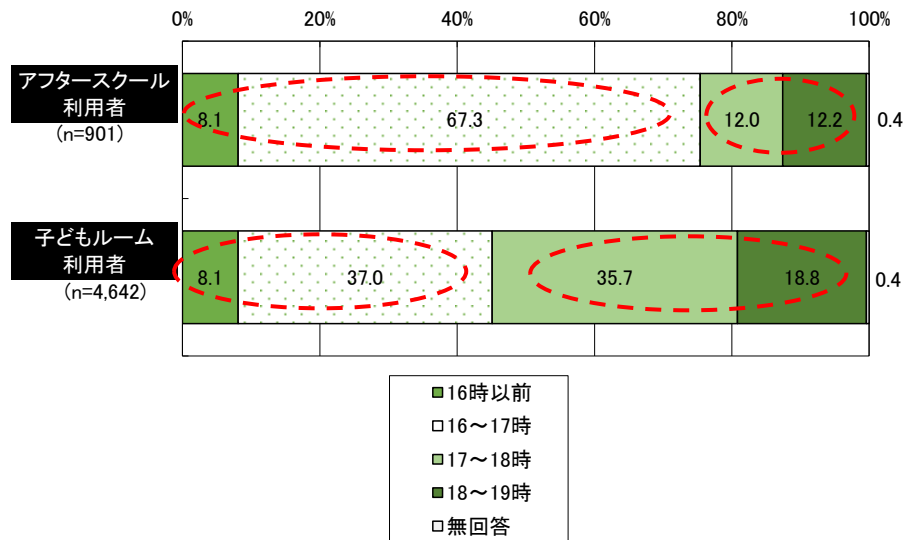 0% 20% 40% 60% 80% 100%
アフタースクール
利用者
(n=901)
8.1 67.3 12.0 12.2 0.4
子どもルーム
利用者
(n=4,642)
8.1 37.0 35.7 18.8 0.4
16時以前
16～17時
17～18時
18～19時
無回答